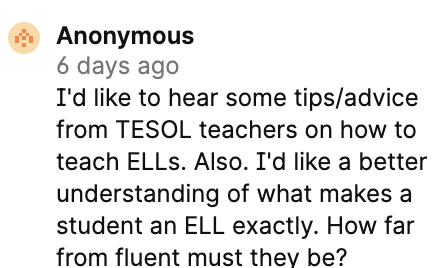 Anonymous
6 days ago
I'd like to hear some tips/advice
from TESOL teachers on how to
teach ELLs. Also. I'd like a better
understanding of what makes a
student an ELL exactly. How far
from fluent must they be?